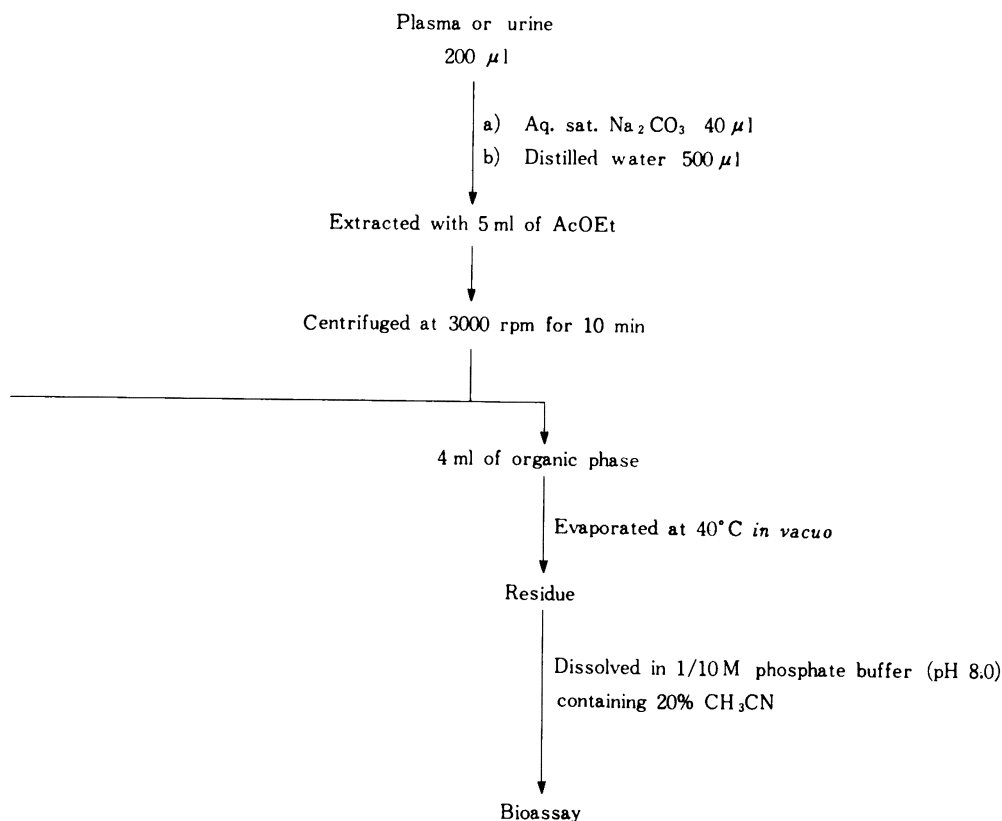 Plasma or urine
200 μl
a) Aq. sat. Na₂CO₃ 40 μl
b) Distilled water 500 μl
Extracted with 5 ml of AcOEt
Centrifuged at 3000 rpm for 10 min
4 ml of organic phase
Evaporated at 40°C in vacuo
Residue
Dissolved in 1/10 M phosphate buffer (pH 8.0)
containing 20% CH₃CN
Bioassay